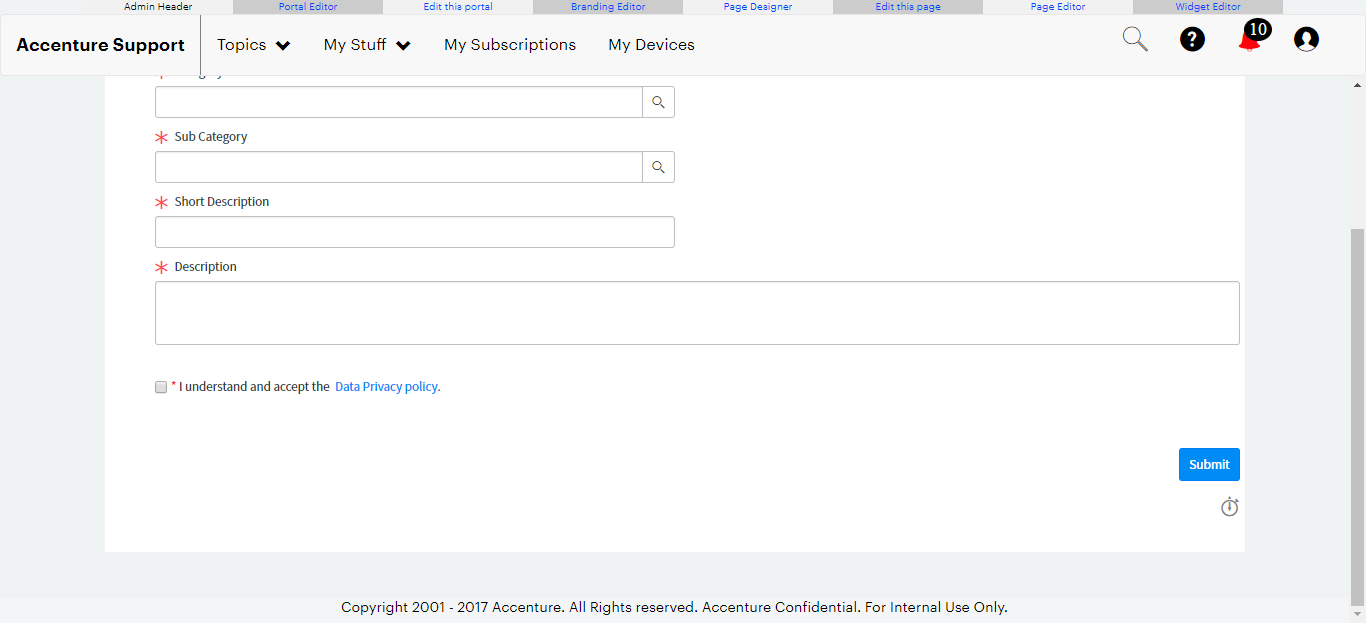 Admin Header Portal Editor Edit this portal Branding Editor Page Designer Edit this page Page Editor Widget Editor
Accenture Support Topics My Stuff My Subscriptions My Devices ? 10
* Sub Category
* Short Description
* Description
* I understand and accept the Data Privacy policy.
Submit
Copyright 2001 - 2017 Accenture. All Rights reserved. Accenture Confidential. For Internal Use Only.